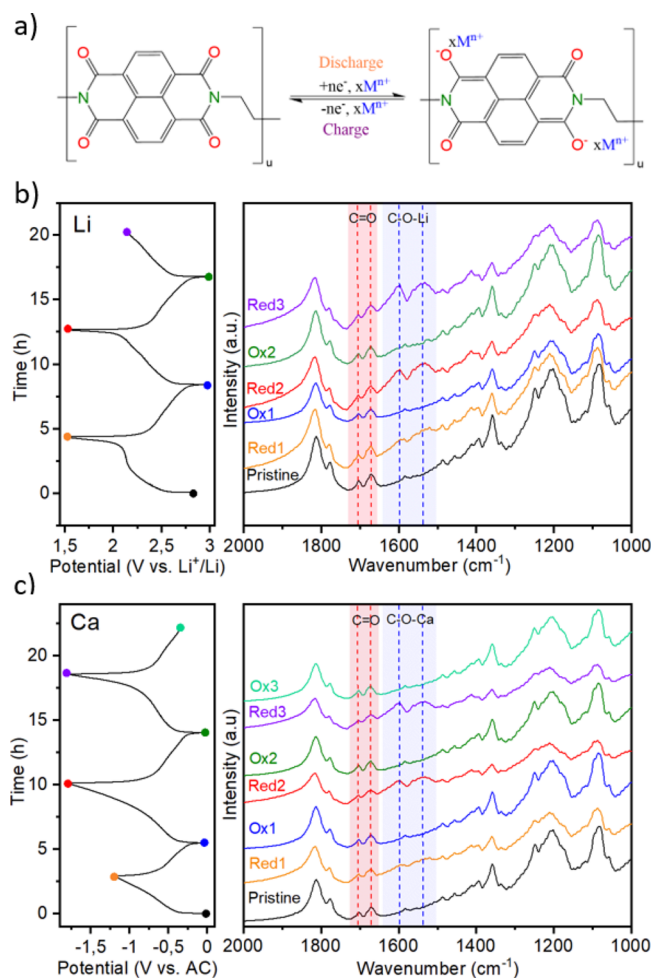 a)
O O
N N
O O
u
Discharge
+ne⁻, xMⁿ⁺
-ne⁻, xMⁿ⁺
Charge
xMⁿ⁺
⁻O O
N N
O O⁻ xMⁿ⁺
u
b)
Li
Time (h)
20
15
10
5
0
1,5 2 2,5 3
Potential (V vs. Li⁺/Li)
Intensity (a.u.)
C=O C-O-Li
Red3
Ox2
Red2
Ox1
Red1
Pristine
2000 1800 1600 1400 1200 1000
Wavenumber (cm⁻¹)
c)
Ca
Time (h)
20
15
10
5
0
-1,5 -1 -0,5 0
Potential (V vs. AC)
Intensity (a.u)
C=O C-O-Ca
Ox3
Red3
Ox2
Red2
Ox1
Red1
Pristine
2000 1800 1600 1400 1200 1000
Wavenumber (cm⁻¹)